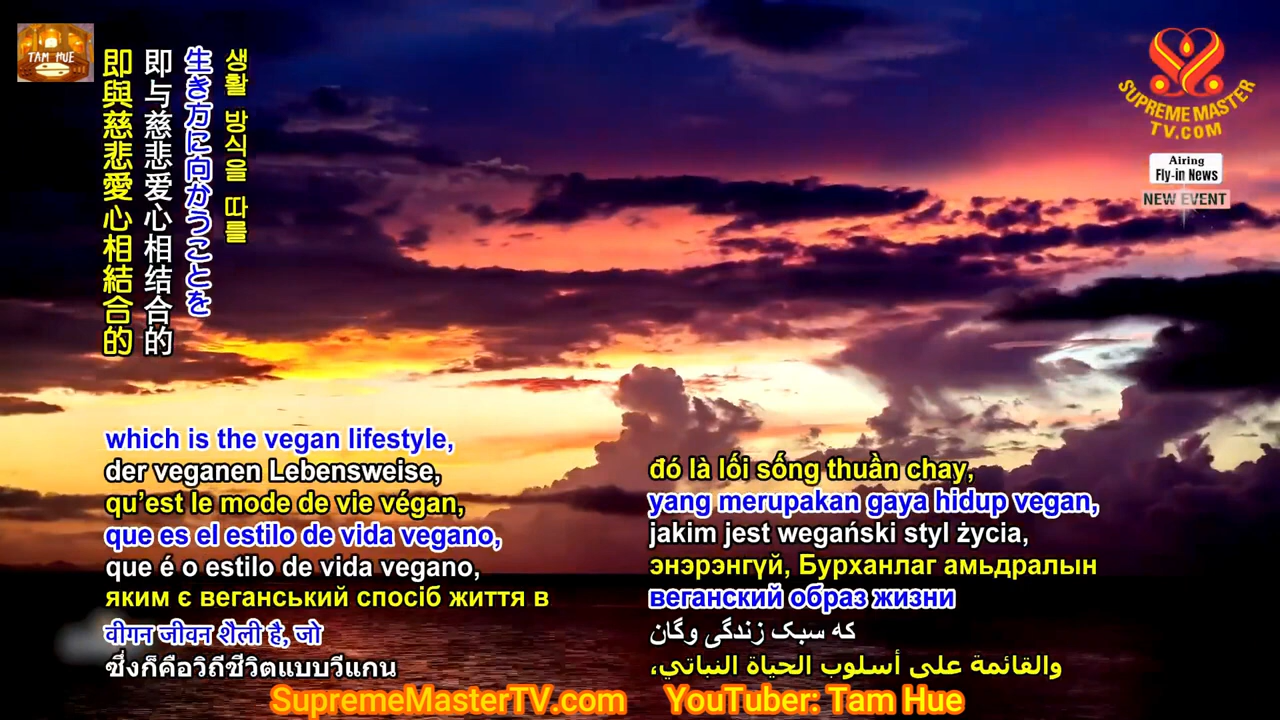 TAM HUE
即與慈悲愛心相結合的
即与慈悲爱心相结合的
生き方に向かうことを
생활 방식을 따를
SUPREME MASTER
TV.COM
Airing
Fly-in News
NEW EVENT
which is the vegan lifestyle,
der veganen Lebensweise,
qu’est le mode de vie végan,
que es el estilo de vida vegano,
que é o estilo de vida vegano,
яким є веганський спосіб життя в
वीगन जीवन शैली है, जो
ซึ่งก็คือวิถีชีวิตแบบวีแกน
đó là lối sống thuần chay,
yang merupakan gaya hidup vegan,
jakim jest wegański styl życia,
энэрэнгүй, Бурханлаг амьдралын
веганский образ жизни
که سبک زندگی وگان
والقائمة على أسلوب الحياة النباتي،
SupremeMasterTV.com
YouTuber: Tam Hue